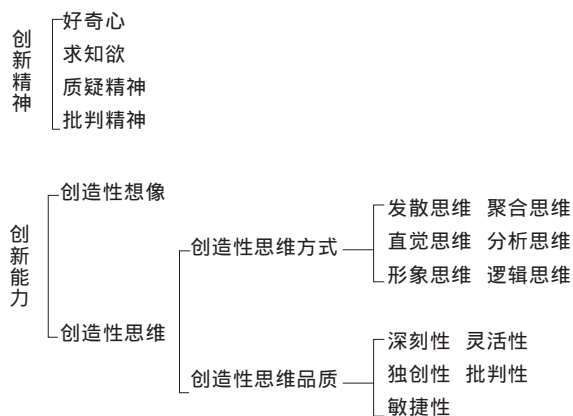 创新精神
好奇心
求知欲
质疑精神
批判精神
创新能力
创造性想像
创造性思维
创造性思维方式
发散思维 聚合思维
直觉思维 分析思维
形象思维 逻辑思维
创造性思维品质
深刻性 灵活性
独创性 批判性
敏捷性